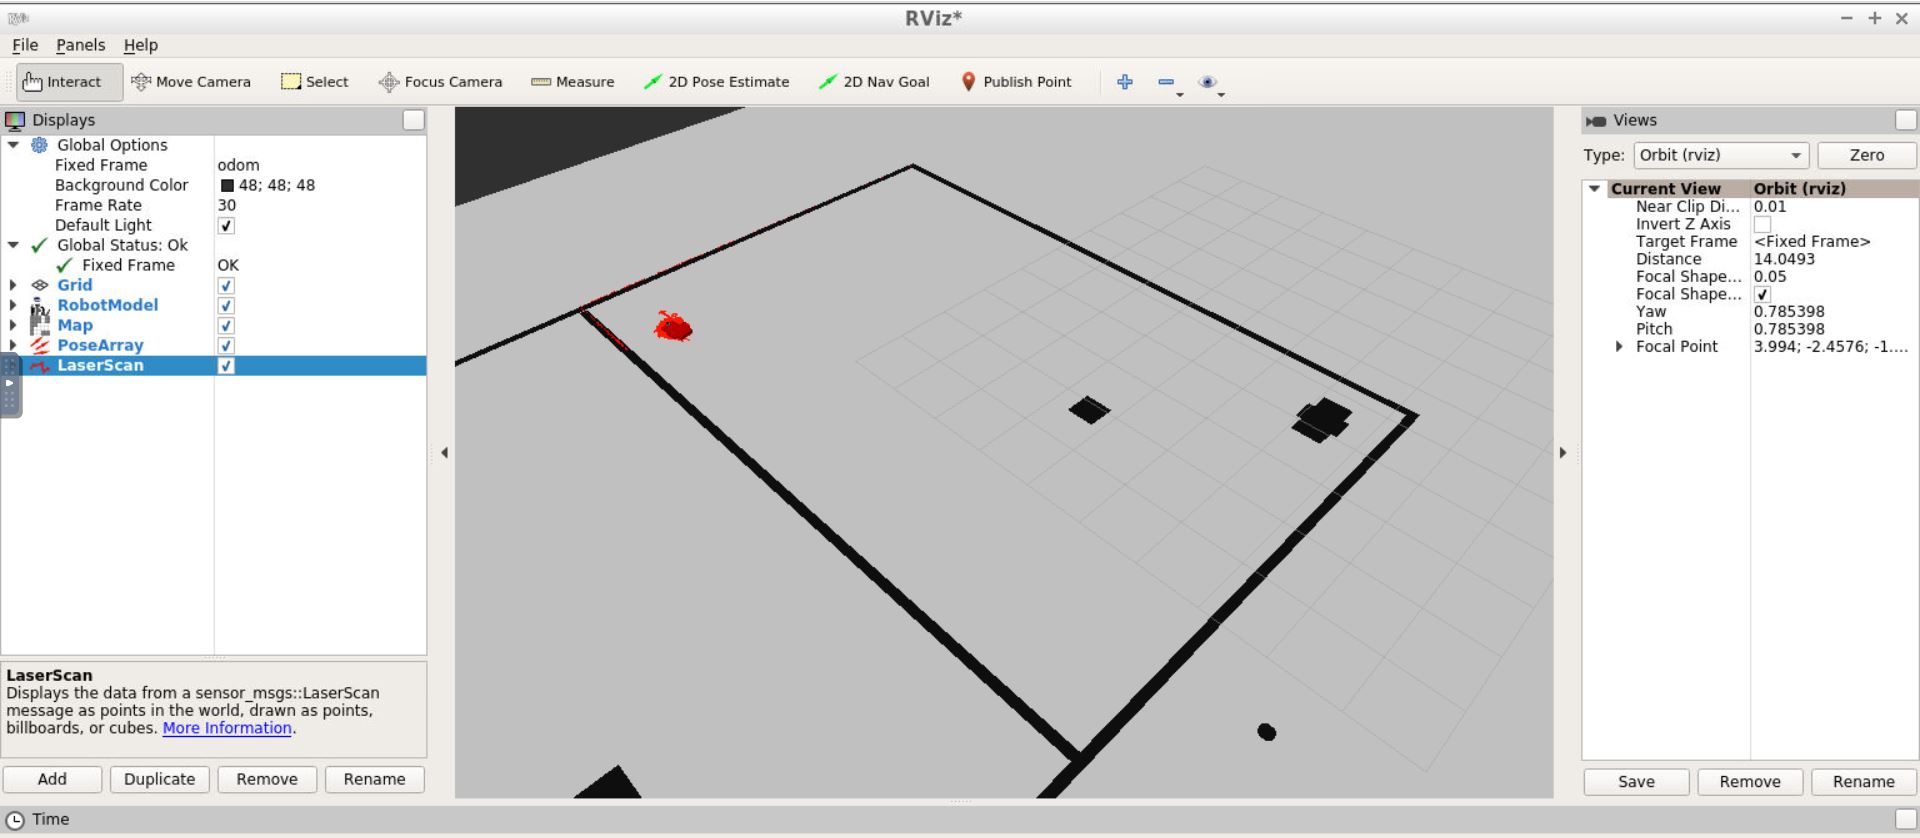 RViz*
File Panels Help
Interact Move Camera Select Focus Camera Measure 2D Pose Estimate 2D Nav Goal Publish Point
Displays
Global Options
Fixed Frame odom
Background Color 48; 48; 48
Frame Rate 30
Default Light
Global Status: Ok
Fixed Frame OK
Grid
RobotModel
Map
PoseArray
LaserScan
LaserScan
Displays the data from a sensor_msgs::LaserScan
message as points in the world, drawn as points,
billboards, or cubes. More Information.
Add Duplicate Remove Rename
Views
Type: Orbit (rviz) Zero
Current View Orbit (rviz)
Near Clip Di... 0.01
Invert Z Axis
Target Frame <Fixed Frame>
Distance 14.0493
Focal Shape... 0.05
Focal Shape...
Yaw 0.785398
Pitch 0.785398
Focal Point 3.994; -2.4576; -1....
Save Remove Rename
Time